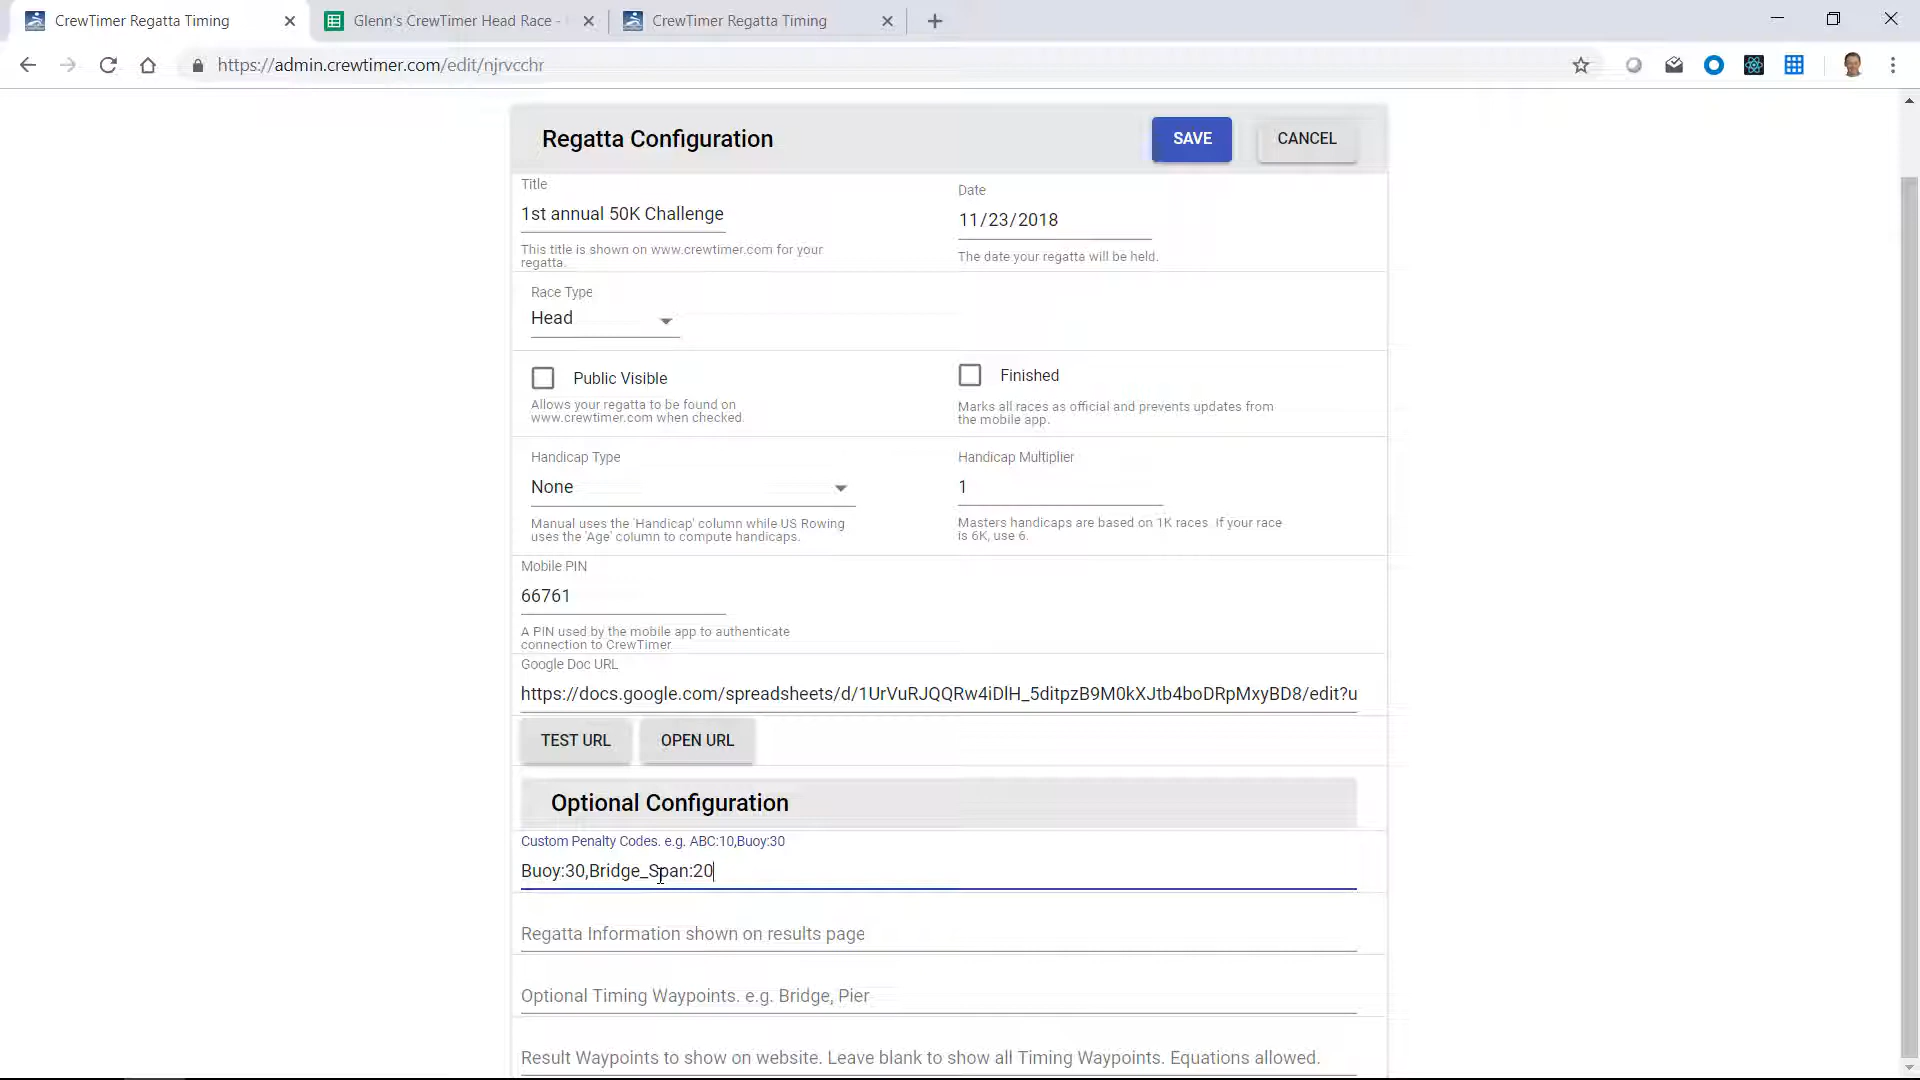 CrewTimer Regatta Timing
Glenn's CrewTimer Head Race -
CrewTimer Regatta Timing
https://admin.crewtimer.com/edit/njrvcchr
Regatta Configuration
SAVE
CANCEL
Title
1st annual 50K Challenge
This title is shown on www.crewtimer.com for your
regatta.
Date
11/23/2018
The date your regatta will be held.
Race Type
Head
Public Visible
Allows your regatta to be found on
www.crewtimer.com when checked.
Finished
Marks all races as official and prevents updates from
the mobile app.
Handicap Type
None
Manual uses the 'Handicap' column while US Rowing
uses the 'Age' column to compute handicaps.
Handicap Multiplier
1
Masters handicaps are based on 1K races if your race
is 6K, use 6.
Mobile PIN
66761
A PIN used by the mobile app to authenticate
connection to CrewTimer
Google Doc URL
https://docs.google.com/spreadsheets/d/1UrVuRJQQRw4iDlH_5ditpzB9M0kXJtb4boDRpMxyBD8/edit?u
TEST URL
OPEN URL
Optional Configuration
Custom Penalty Codes. e.g. ABC:10,Buoy:30
Buoy:30,Bridge_Span:20
Regatta Information shown on results page
Optional Timing Waypoints. e.g. Bridge, Pier
Result Waypoints to show on website. Leave blank to show all Timing Waypoints. Equations allowed.